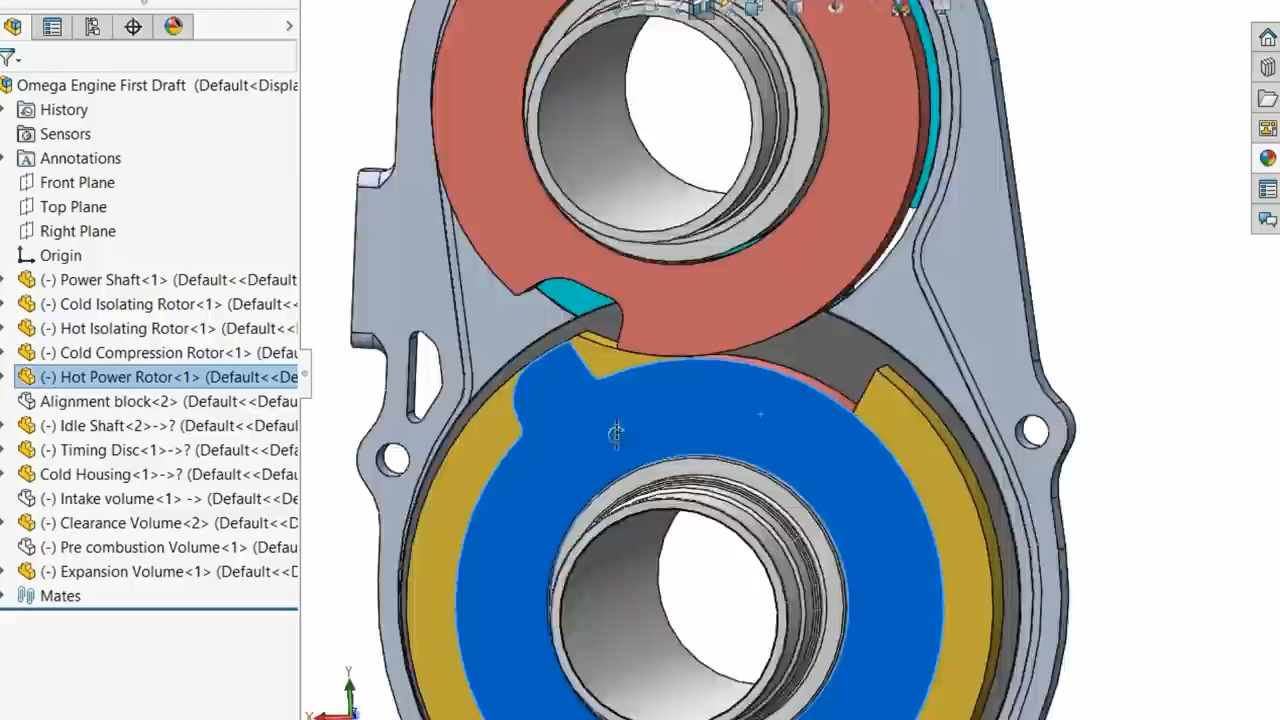 Omega Engine First Draft (Default<Displa
History
Sensors
Annotations
Front Plane
Top Plane
Right Plane
Origin
(-) Power Shaft<1> (Default<<Default
(-) Cold Isolating Rotor<1> (Default<<
(-) Hot Isolating Rotor<1> (Default<<
(-) Cold Compression Rotor<1> (Defau
(-) Hot Power Rotor<1> (Default<<De
Alignment block<2> (Default<<Defau
(-) Idle Shaft<2>->? (Default<<Defaul
(-) Timing Disc<1>->? (Default<<Defa
Cold Housing<1>->? (Default<<Defau
(-) Intake volume<1> -> (Default<<De
(-) Clearance Volume<2> (Default<<D
(-) Pre combustion Volume<1> (Defau
(-) Expansion Volume<1> (Default<<D
Mates
Y
X